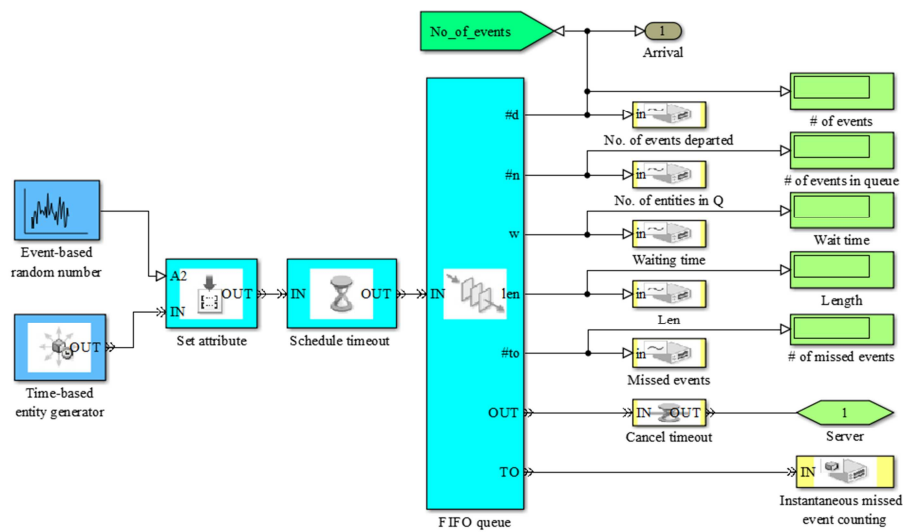 No_of_events
1
Arrival
#d
in
No. of events departed
# of events
#n
in
No. of entities in Q
# of events in queue
Event-based
random number
w
in
Waiting time
Wait time
A2
IN
OUT
Set attribute
IN
OUT
Schedule timeout
IN
len
in
Len
Length
OUT
Time-based
entity generator
#to
in
Missed events
# of missed events
OUT
IN
OUT
Cancel timeout
1
Server
TO
IN
Instantaneous missed
event counting
FIFO queue